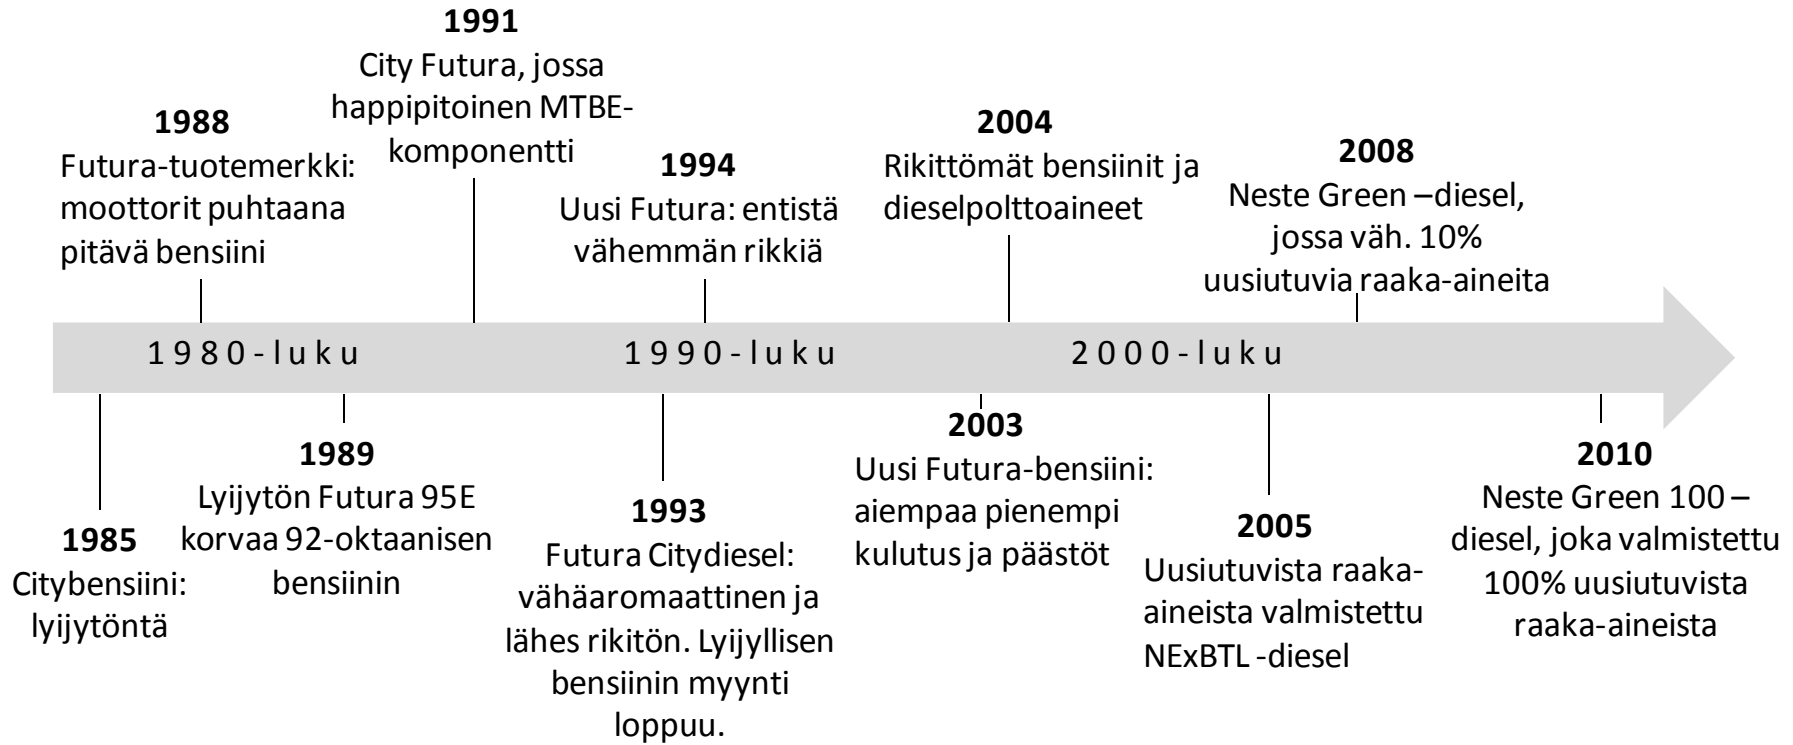 1991
City Futura, jossa
happipitoinen MTBE-
komponentti
1988
Futura-tuotemerkki:
moottorit puhtaana
pitävä bensiini
1994
Uusi Futura: entistä
vähemmän rikkiä
2004
Rikittömät bensiinit ja
dieselpolttoaineet
2008
Neste Green –diesel,
jossa väh. 10%
uusiutuvia raaka-aineita
1980-luku
1990-luku
2000-luku
1985
Citybensiini:
lyijytöntä
1989
Lyijytön Futura 95E
korvaa 92-oktaanisen
bensiinin
1993
Futura Citydiesel:
vähäaromaattinen ja
lähes rikitön. Lyijyllisen
bensiinin myynti
loppuu.
2003
Uusi Futura-bensiini:
aiempaa pienempi
kulutus ja päästöt
2005
Uusiutuvista raaka-
aineista valmistettu
NExBTL -diesel
2010
Neste Green 100 –
diesel, joka valmistettu
100% uusiutuvista
raaka-aineista